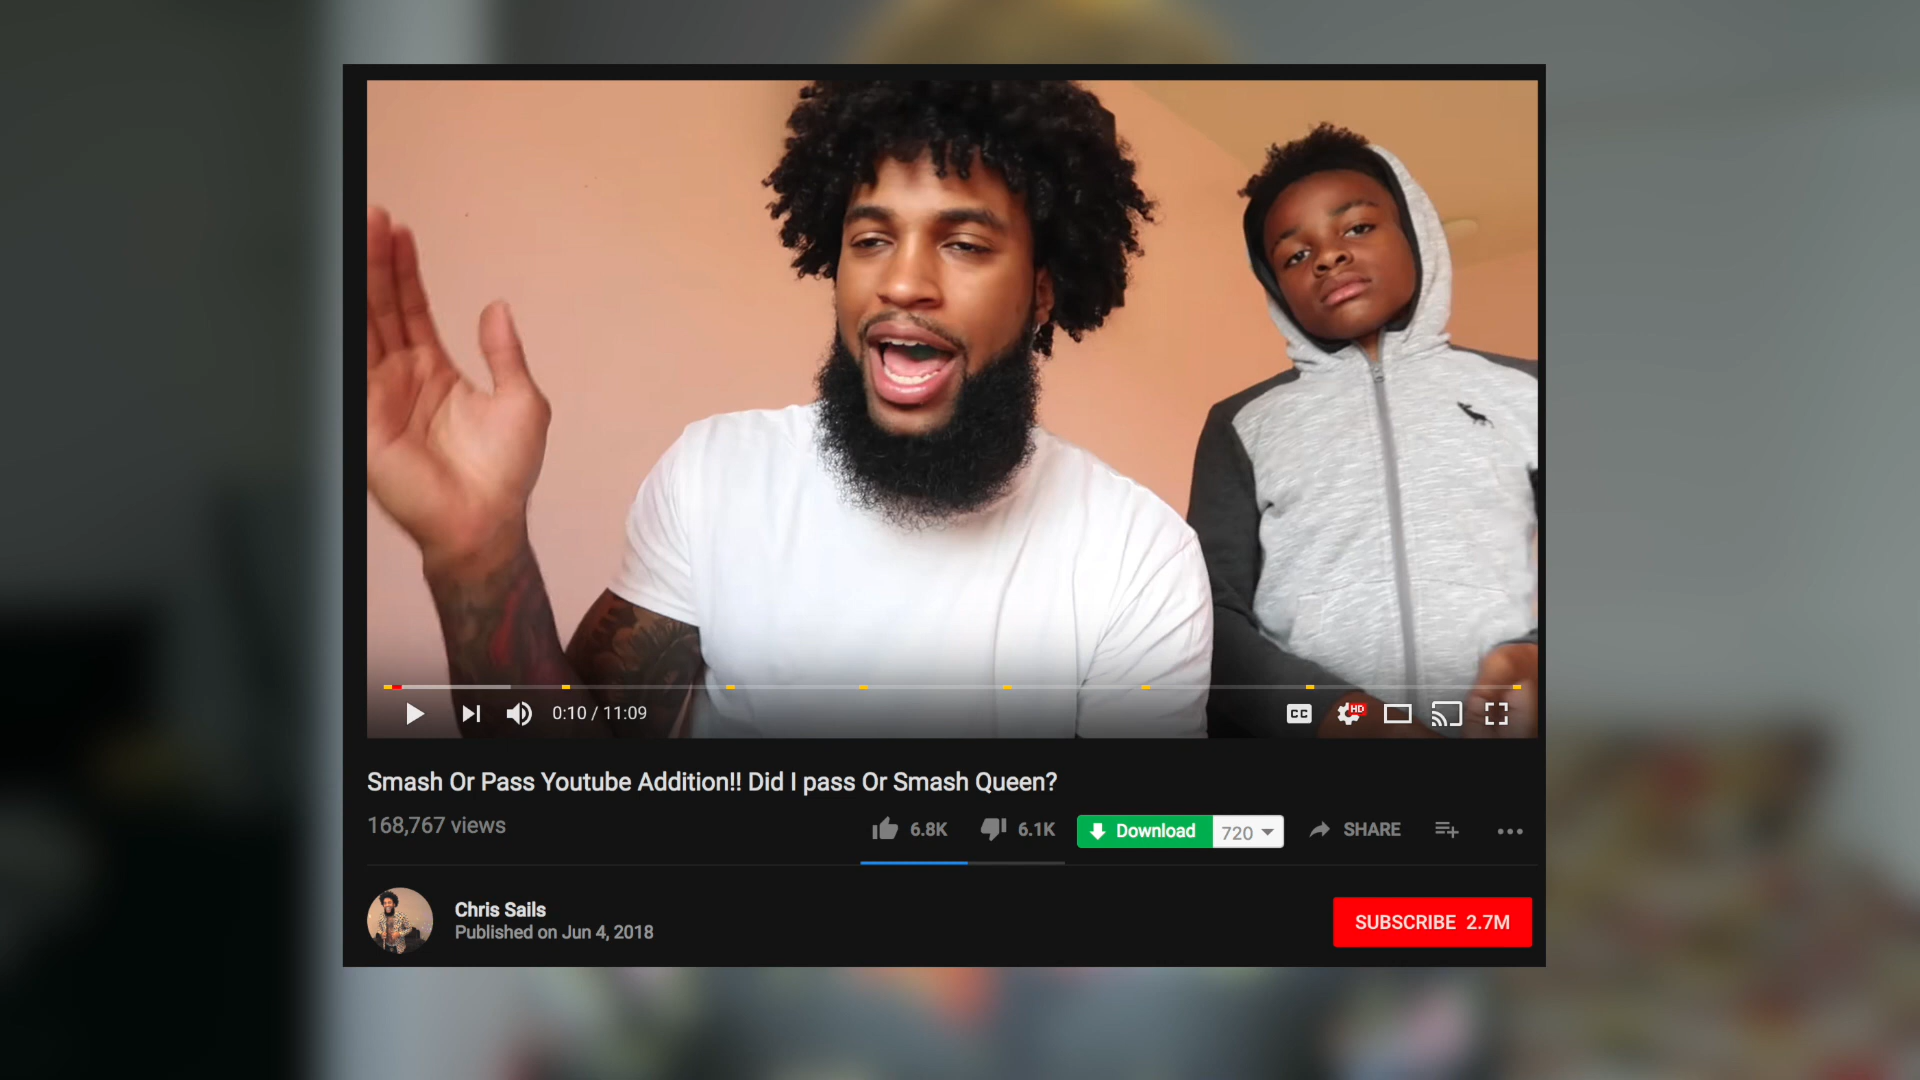 0:10 / 11:09
CC
HD
Smash Or Pass Youtube Addition!! Did I pass Or Smash Queen?
168,767 views
6.8K
6.1K
Download
720
SHARE
Chris Sails
Published on Jun 4, 2018
SUBSCRIBE 2.7M